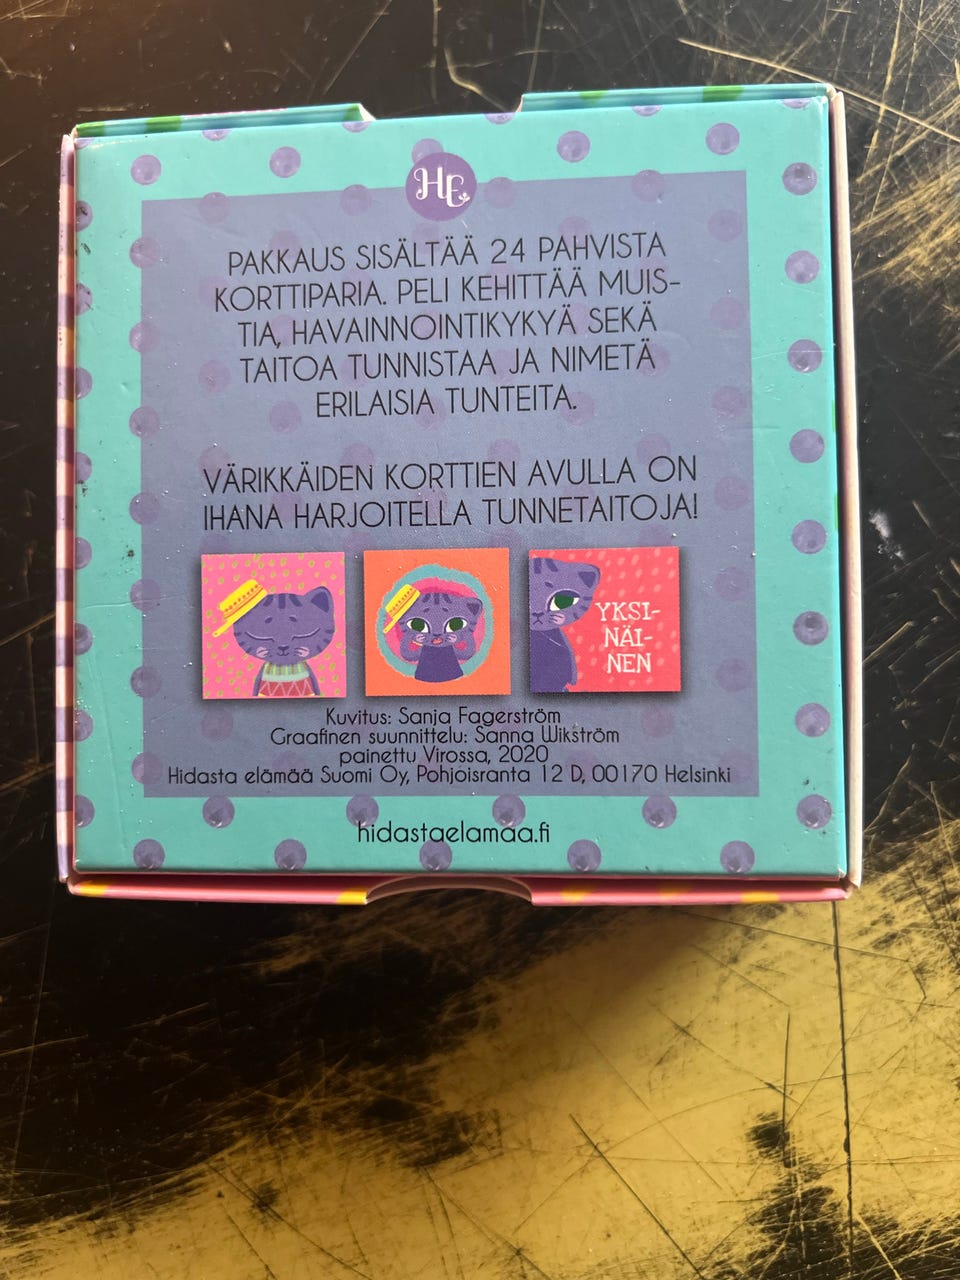 HE
PAKKAUS SISÄLTÄÄ 24 PAHVISTA
KORTTIPARIA. PELI KEHITTÄÄ MUIS-
TIA, HAVAINNOINTIKYKYÄ SEKÄ
TAITOA TUNNISTAA JA NIMETÄ
ERILAISIA TUNTEITA.
VÄRIKKÄIDEN KORTTIEN AVULLA ON
IHANA HARJOITELLA TUNNETAITOJA!
YKSI-
NÄI-
NEN
Kuvitus: Sanja Fagerström
Graafinen suunnittelu: Sanna Wikström
painettu Virossa, 2020
Hidasta elämää Suomi Oy, Pohjoisranta 12 D, 00170 Helsinki
hidastaelamaa.fi